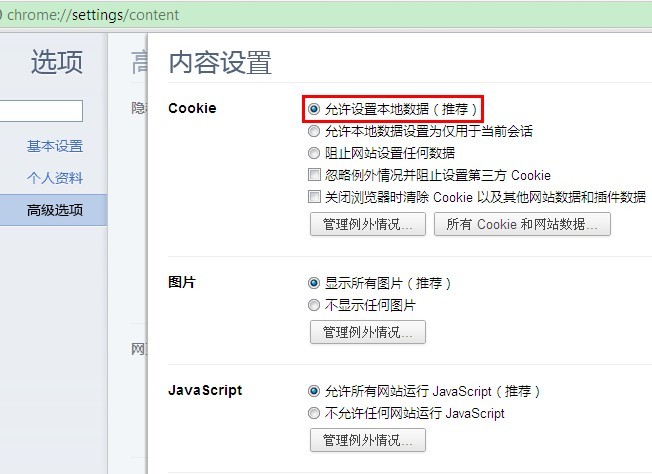 chrome://settings/content
选项
基本设置
个人资料
高级选项
高
隐
网
内容设置
Cookie
允许设置本地数据（推荐）
允许本地数据设置为仅用于当前会话
阻止网站设置任何数据
忽略例外情况并阻止设置第三方 Cookie
关闭浏览器时清除 Cookie 以及其他网站数据和插件数据
管理例外情况... 所有 Cookie 和网站数据...
图片
显示所有图片（推荐）
不显示任何图片
管理例外情况...
JavaScript
允许所有网站运行 JavaScript（推荐）
不允许任何网站运行 JavaScript
管理例外情况...